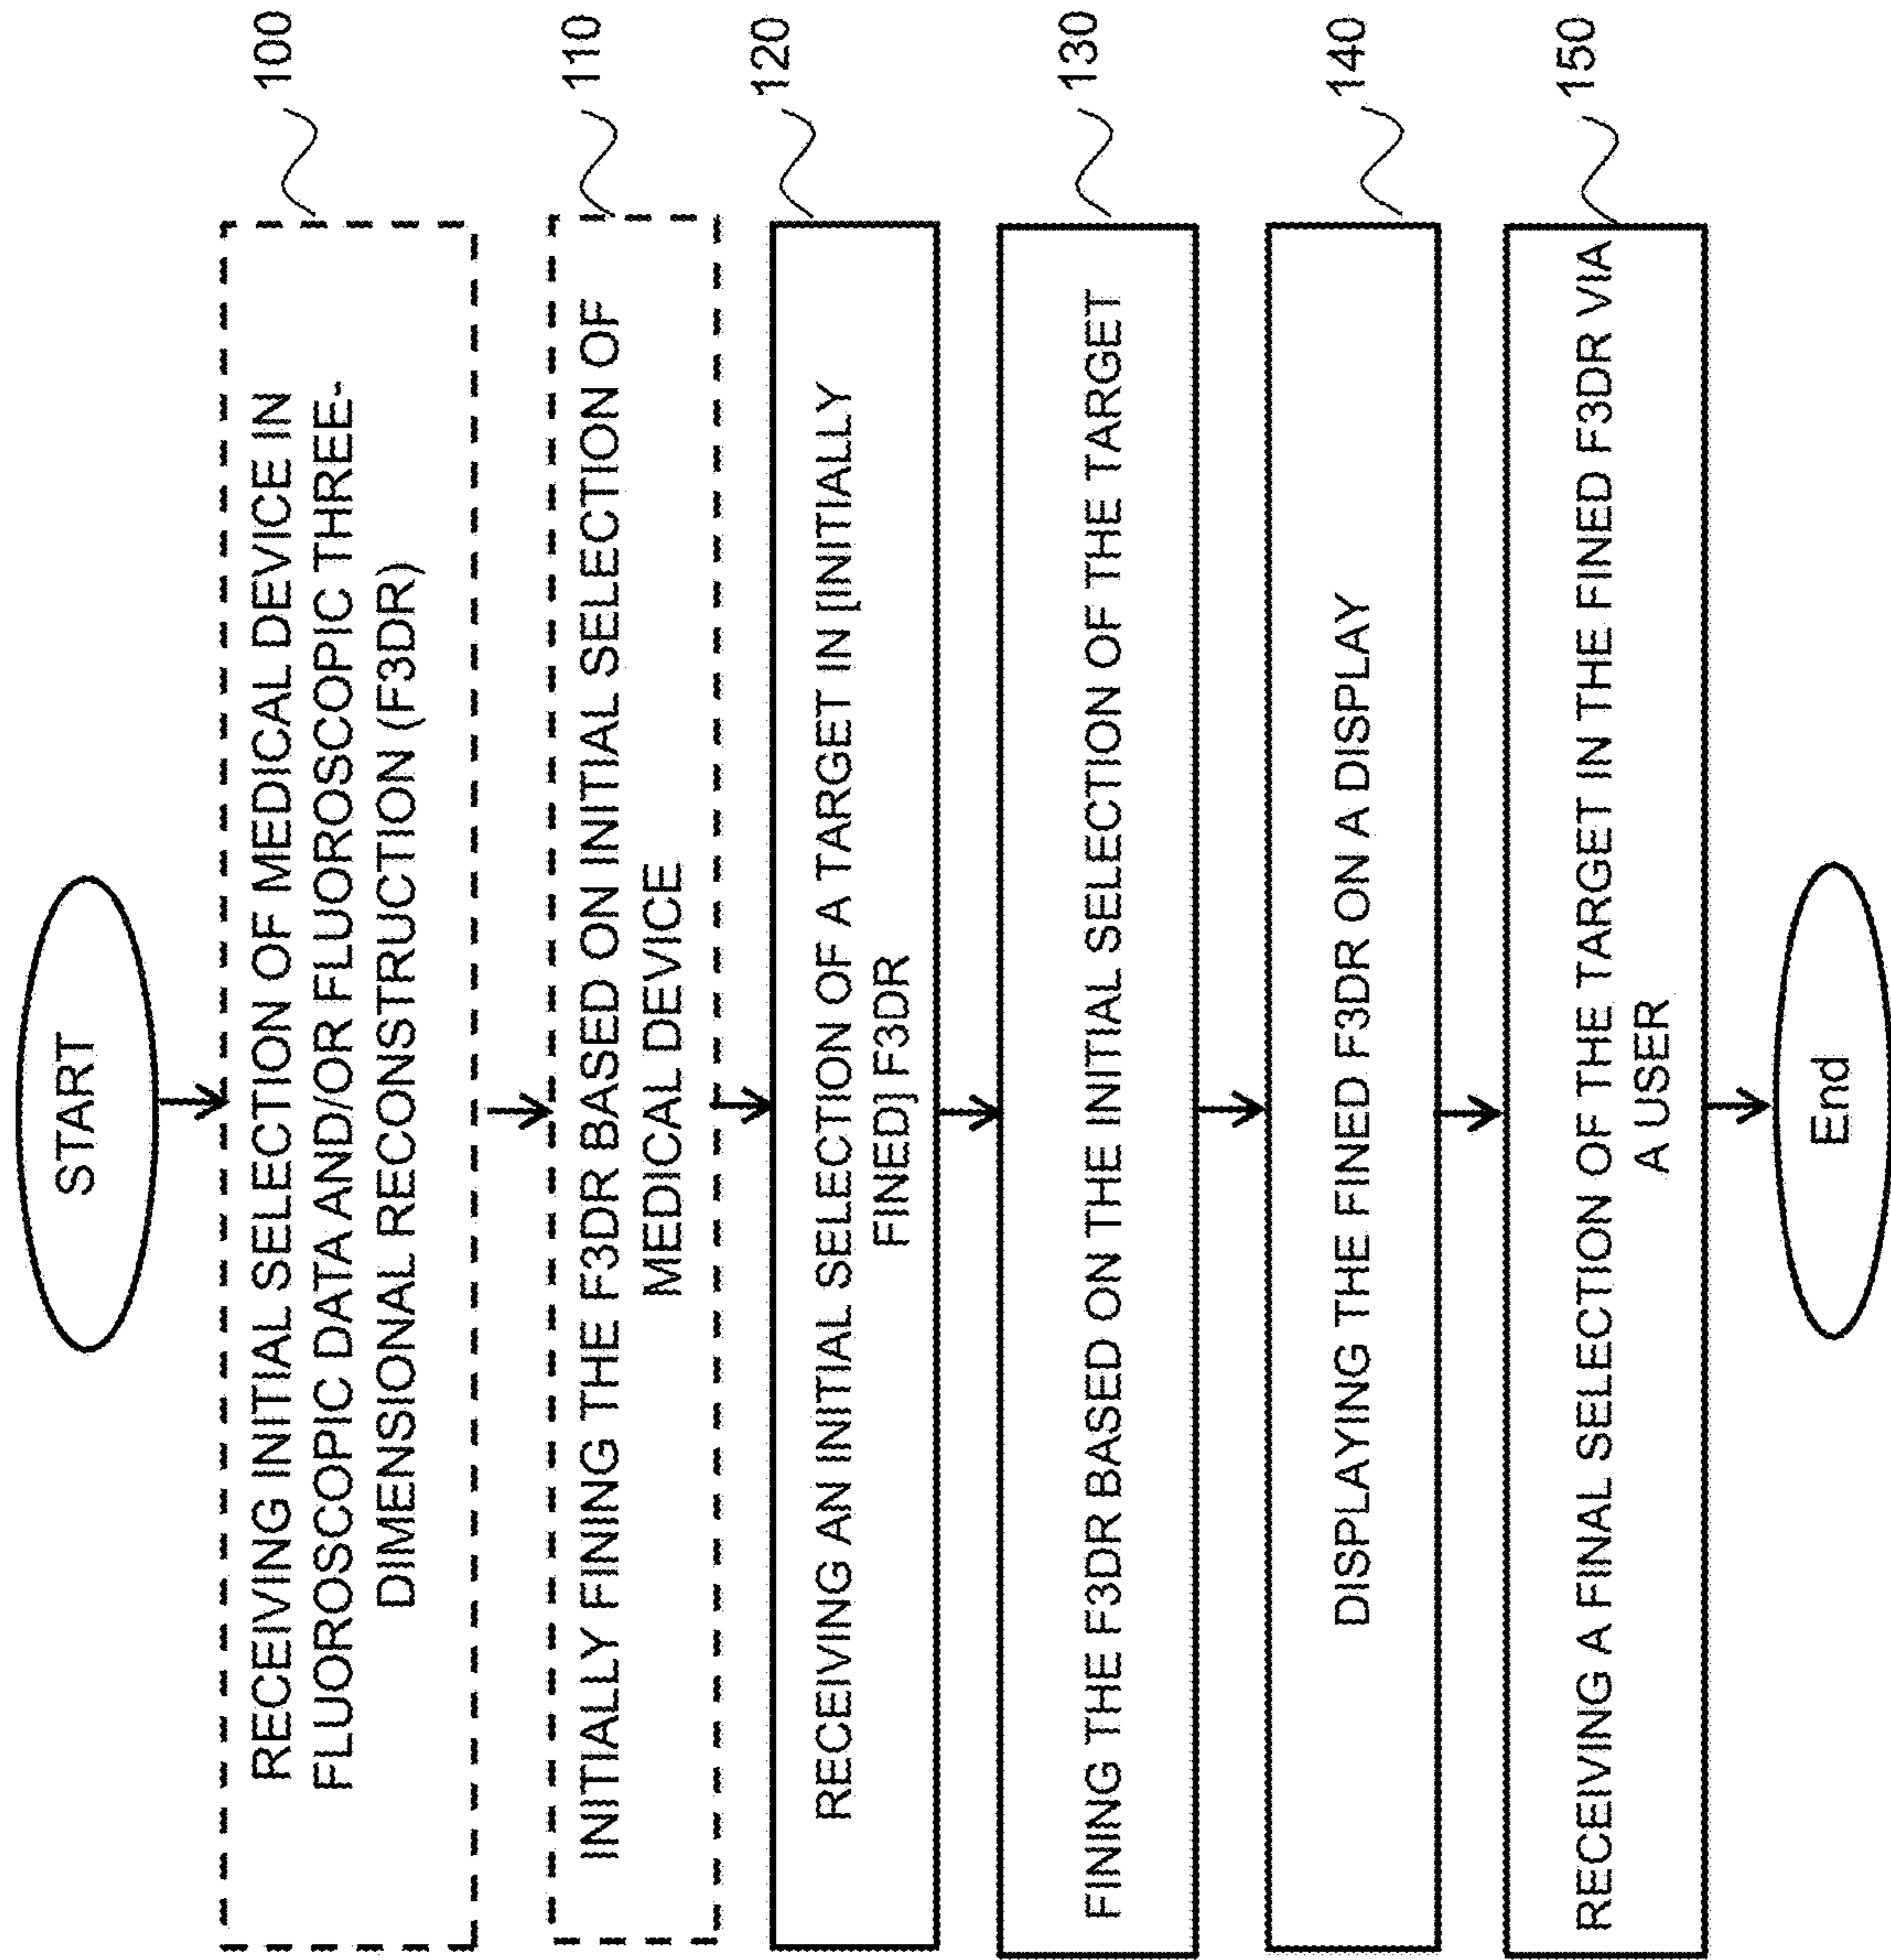 START
RECEIVING INITIAL SELECTION OF MEDICAL DEVICE IN
FLUOROSCOPIC DATA AND/OR FLUOROSCOPIC THREE-
DIMENSIONAL RECONSTRUCTION (F3DR)
100
INITIALLY FINING THE F3DR BASED ON INITIAL SELECTION OF
MEDICAL DEVICE
110
RECEIVING AN INITIAL SELECTION OF A TARGET IN [INITIALLY
FINED] F3DR
120
FINING THE F3DR BASED ON THE INITIAL SELECTION OF THE TARGET
130
DISPLAYING THE FINED F3DR ON A DISPLAY
140
RECEIVING A FINAL SELECTION OF THE TARGET IN THE FINED F3DR VIA
A USER
150
End